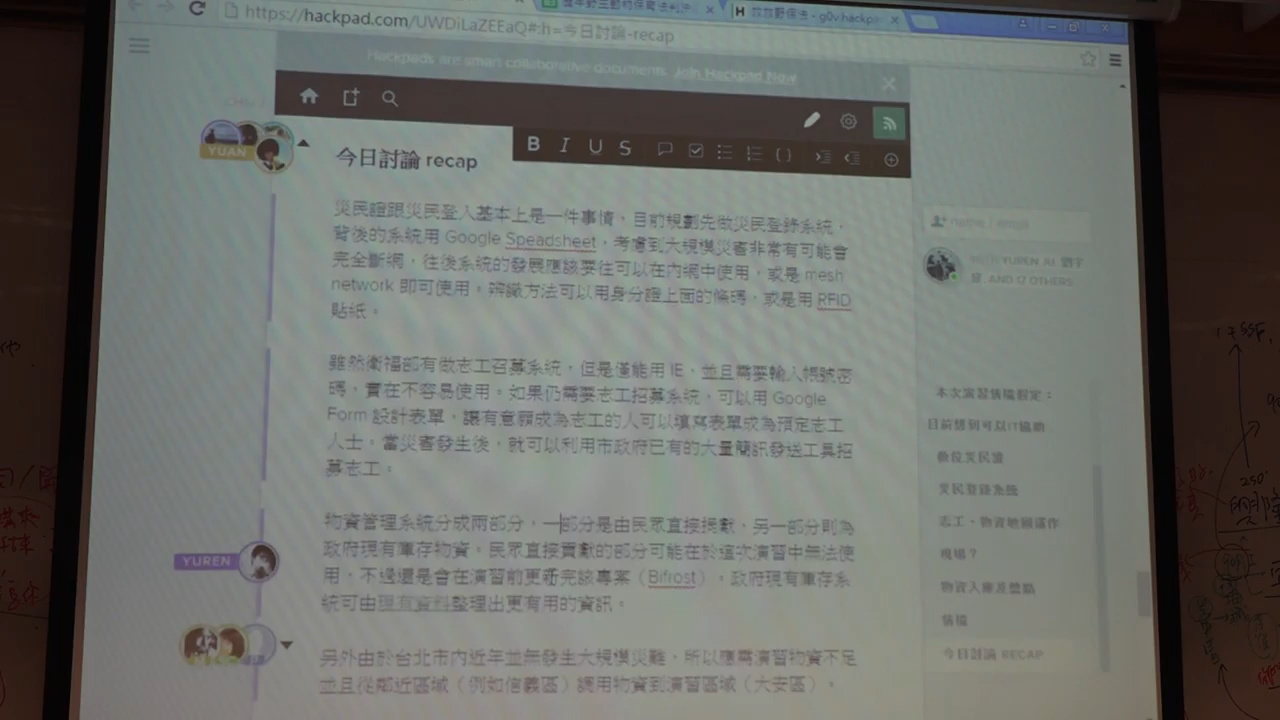 https://hackpad.com/UWDiLaZEEaQ#:h=今日討論-recap
Hackpads are smart collaborative documents. Join Hackpad Now
YUAN
今日討論 recap
B I U S
災民證跟災民登入基本上是一件事情，目前規劃先做災民登錄系統，
背後的系統用 Google Speadsheet，考慮到大規模災害非常有可能會
完全斷網，往後系統的發展應該要往可以在內網中使用，或是 mesh
network 即可使用。辨識方法可以用身分證上面的條碼，或是用 RFID
貼紙。
雖然衛福部有做志工召募系統，但是僅能用 IE，並且需要輸入帳號密
碼，實在不容易使用。如果仍需要志工招募系統，可以用 Google
Form 設計表單，讓有意願成為志工的人可以填寫表單成為預定志工
人士。當災害發生後，就可以利用市政府已有的大量簡訊發送工具招
募志工。
物資管理系統分成兩部分，一部分是由民眾直接捐獻，另一部分則為
政府現有庫存物資。民眾直接貢獻的部分可能在於這次演習中無法使
用，不過還是會在演習前更新完該專案（Bifrost）。政府現有庫存系
統可由現有資料整理出更有用的資訊。
YUREN
另外由於台北市內近年並無發生大規模災難，所以應需演習物資不足
並且從鄰近區域（例如信義區）調用物資到演習區域（大安區）。
name / email
AND 17 OTHERS
本次演習情境假定：
目前想到可以IT協助
數位災民證
災民登錄系統
志工、物資地圖協作
現場？
物資入庫及盤點
情境
今日討論 RECAP